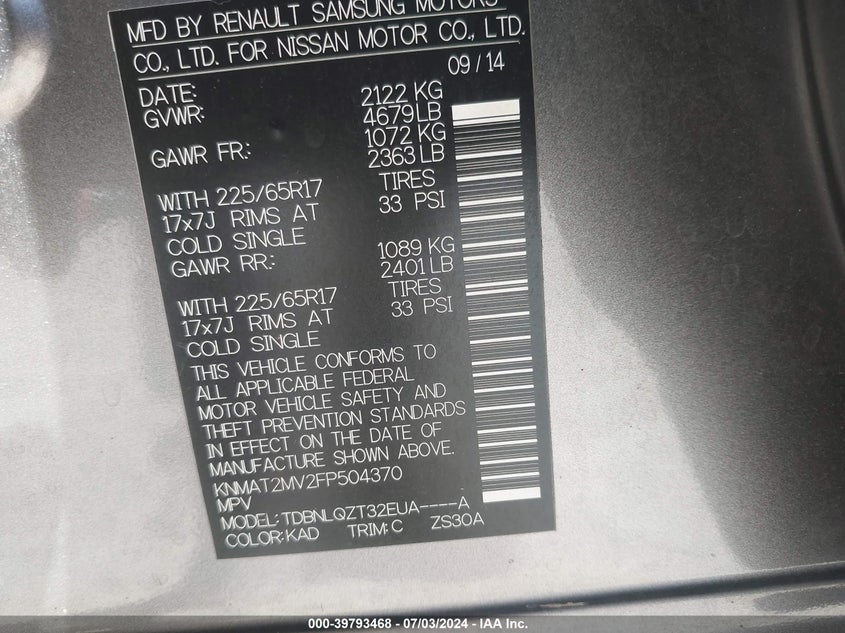 MFD BY RENAULT SAMSUNG MOTORS
CO., LTD. FOR NISSAN MOTOR CO., LTD.
09/14
DATE:
GVWR: 2122 KG
4679 LB
GAWR FR.: 1072 KG
2363 LB
WITH 225/65R17 TIRES
17x7J RIMS AT 33 PSI
COLD SINGLE
GAWR RR.: 1089 KG
2401 LB
WITH 225/65R17 TIRES
17x7J RIMS AT 33 PSI
COLD SINGLE
THIS VEHICLE CONFORMS TO
ALL APPLICABLE FEDERAL
MOTOR VEHICLE SAFETY AND
THEFT PREVENTION STANDARDS
IN EFFECT ON THE DATE OF
MANUFACTURE SHOWN ABOVE.
KNMAT2MV2FP504370
MPV
MODEL: TDBNLQZT32EUA----A
COLOR: KAD TRIM: C ZS30A
000-39793468 - 07/03/2024 - IAA Inc.